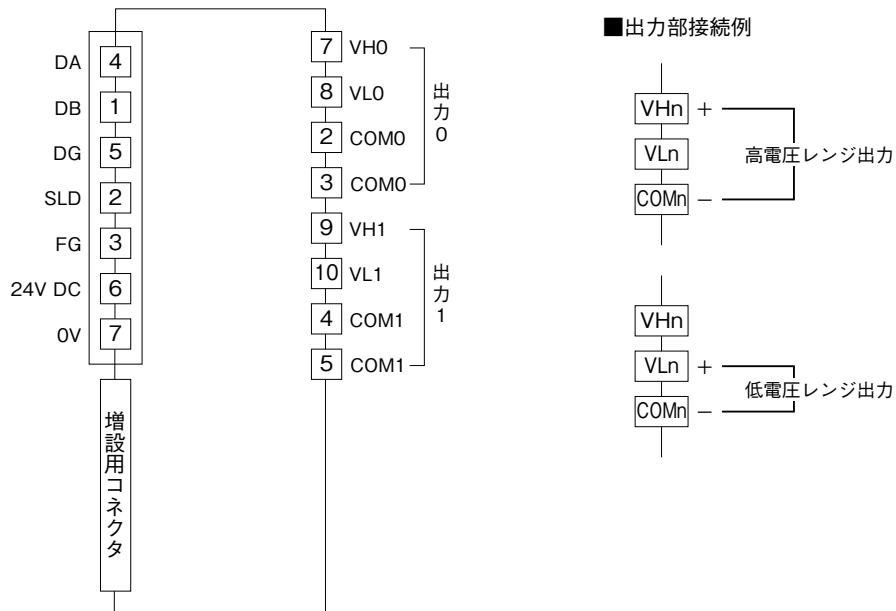 DA 4
DB 1
DG 5
SLD 2
FG 3
24V DC 6
0V 7
増設用コネクタ
7 VH0
8 VL0
2 COM0
3 COM0
出力0
9 VH1
10 VL1
4 COM1
5 COM1
出力1
■出力部接続例
VHn +
VLn
COMn −
高電圧レンジ出力
VHn
VLn +
COMn −
低電圧レンジ出力